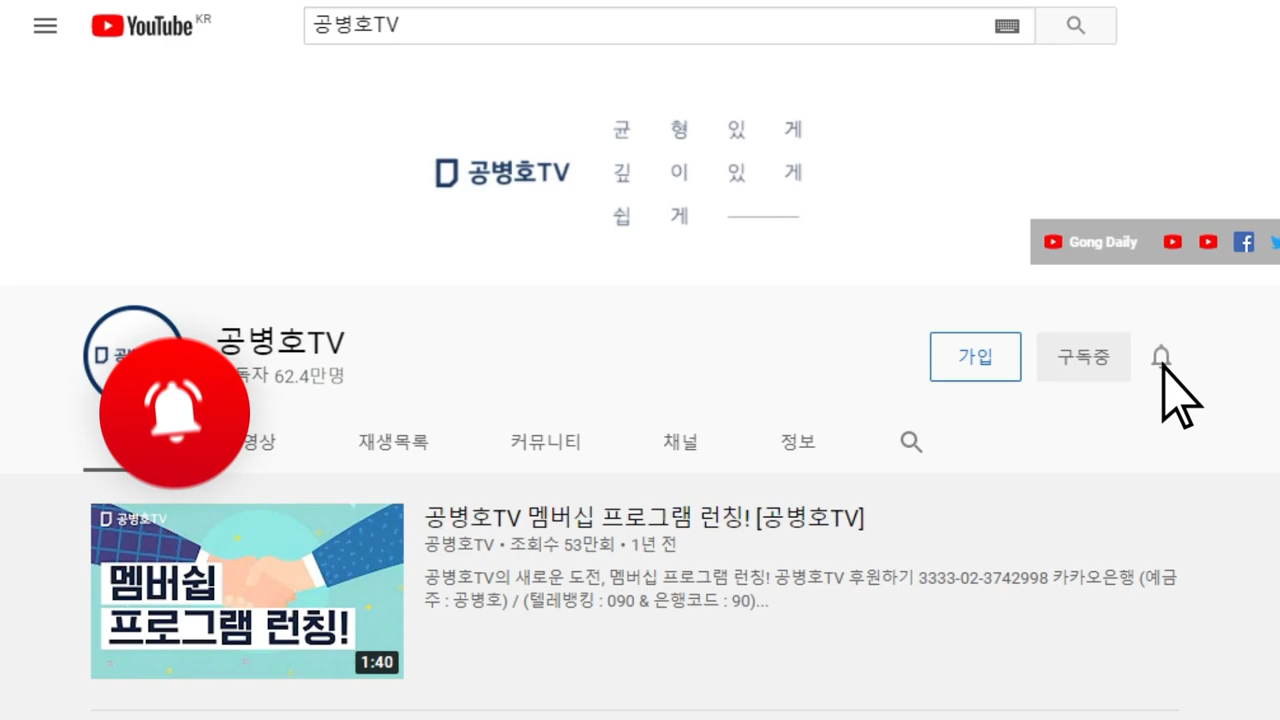 YouTube KR
공병호TV
균 형 있 게
공병호TV
깊 이 있 게
쉽 게
Gong Daily
공병호TV
독자 62.4만명
가입
구독중
영상
재생목록
커뮤니티
채널
정보
공병호TV
멤버쉽
프로그램 런칭!
1:40
공병호TV 멤버십 프로그램 런칭! [공병호TV]
공병호TV • 조회수 53만회 • 1년 전
공병호TV의 새로운 도전, 멤버십 프로그램 런칭! 공병호TV 후원하기 3333-02-3742998 카카오은행 (예금
주 : 공병호) / (텔레뱅킹 : 090 & 은행코드 : 90)...